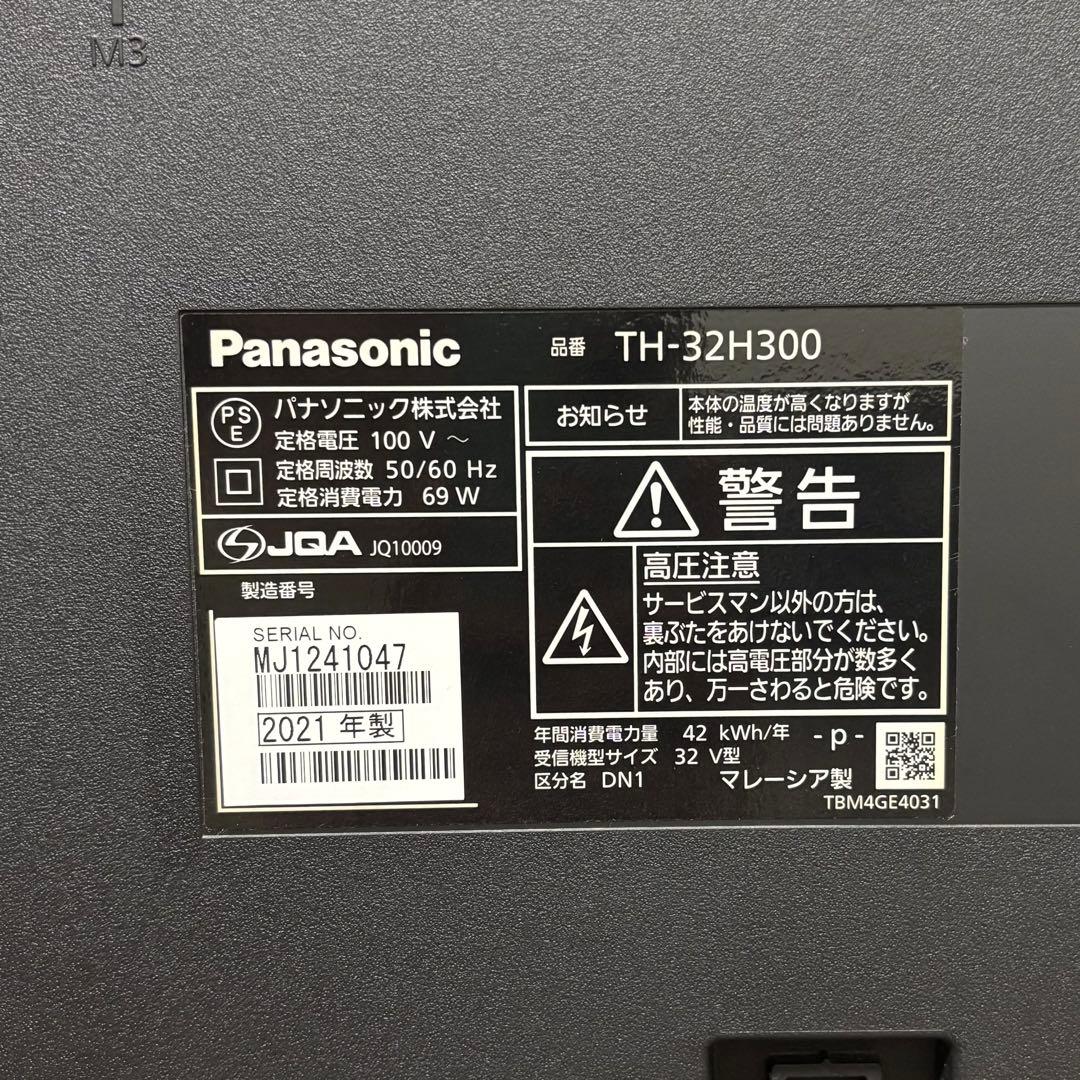 M3
Panasonic 品番 TH-32H300
PSE
パナソニック株式会社
定格電圧 100 V ～
定格周波数 50/60 Hz
定格消費電力 69 W
JQA JQ10009
製造番号
SERIAL NO.
MJ1241047
2021 年製
お知らせ
本体の温度が高くなりますが
性能・品質には問題ありません。
警告
高圧注意
サービスマン以外の方は、
裏ぶたをあけないでください。
内部には高電圧部分が数多く
あり、万一さわると危険です。
年間消費電力量 42 kWh/年
受信機型サイズ 32 V型
区分名 DN1
- p -
マレーシア製
TBM4GE4031